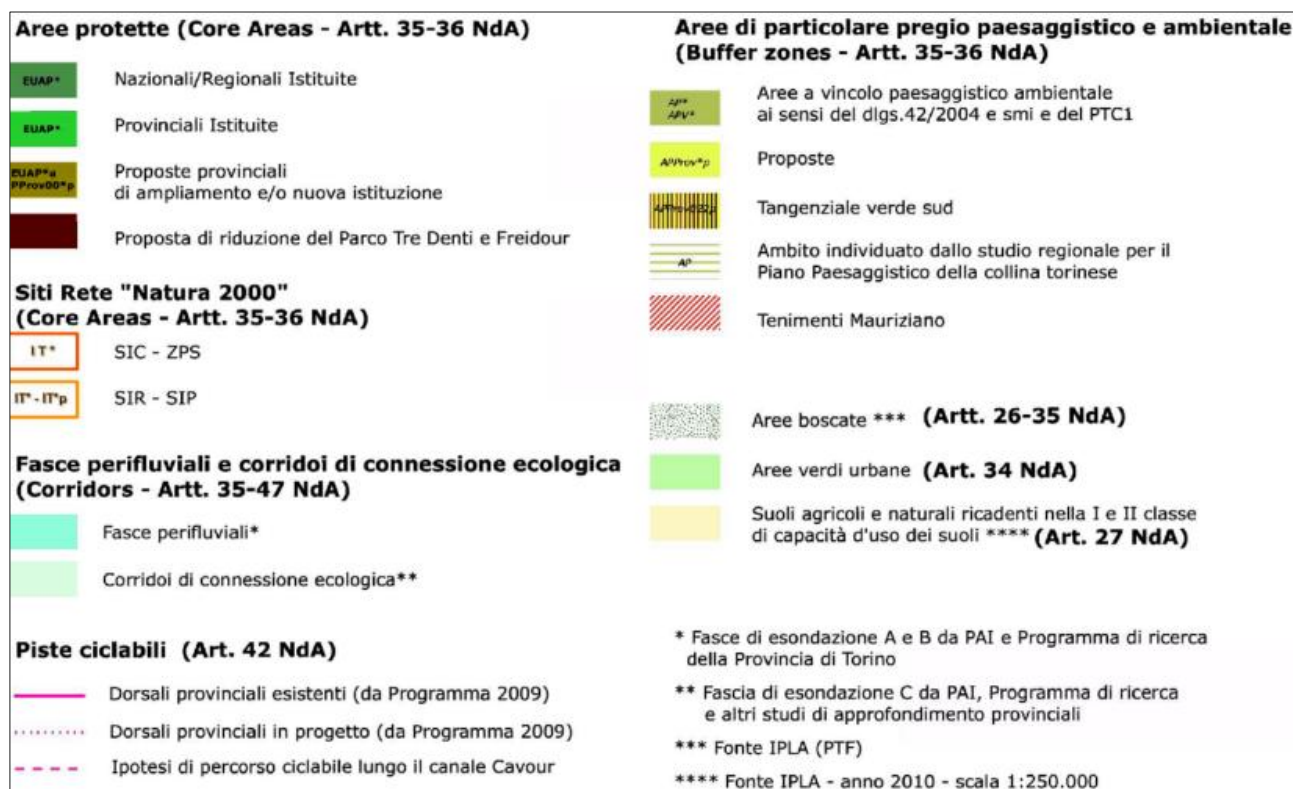 Aree protette (Core Areas - Artt. 35-36 NdA)
EUAP*
Nazionali/Regionali Istituite
EUAP*
Provinciali Istituite
EUAP*a
PProv00*p
Proposte provinciali
di ampliamento e/o nuova istituzione
Proposta di riduzione del Parco Tre Denti e Freidour
Siti Rete "Natura 2000"
(Core Areas - Artt. 35-36 NdA)
IT*
SIC - ZPS
IT* - IT*p
SIR - SIP
Fasce perifluviali e corridoi di connessione ecologica
(Corridors - Artt. 35-47 NdA)
Fasce perifluviali*
Corridoi di connessione ecologica**
Piste ciclabili (Art. 42 NdA)
Dorsali provinciali esistenti (da Programma 2009)
Dorsali provinciali in progetto (da Programma 2009)
Ipotesi di percorso ciclabile lungo il canale Cavour
Aree di particolare pregio paesaggistico e ambientale
(Buffer zones - Artt. 35-36 NdA)
AP*
APV*
Aree a vincolo paesaggistico ambientale
ai sensi del dlgs.42/2004 e smi e del PTC1
APProv*p
Proposte
Tangenziale verde sud
AP
Ambito individuato dallo studio regionale per il
Piano Paesaggistico della collina torinese
Tenimenti Mauriziano
Aree boscate *** (Artt. 26-35 NdA)
Aree verdi urbane (Art. 34 NdA)
Suoli agricoli e naturali ricadenti nella I e II classe
di capacità d'uso dei suoli **** (Art. 27 NdA)
* Fasce di esondazione A e B da PAI e Programma di ricerca
della Provincia di Torino
** Fascia di esondazione C da PAI, Programma di ricerca
e altri studi di approfondimento provinciali
*** Fonte IPLA (PTF)
**** Fonte IPLA - anno 2010 - scala 1:250.000